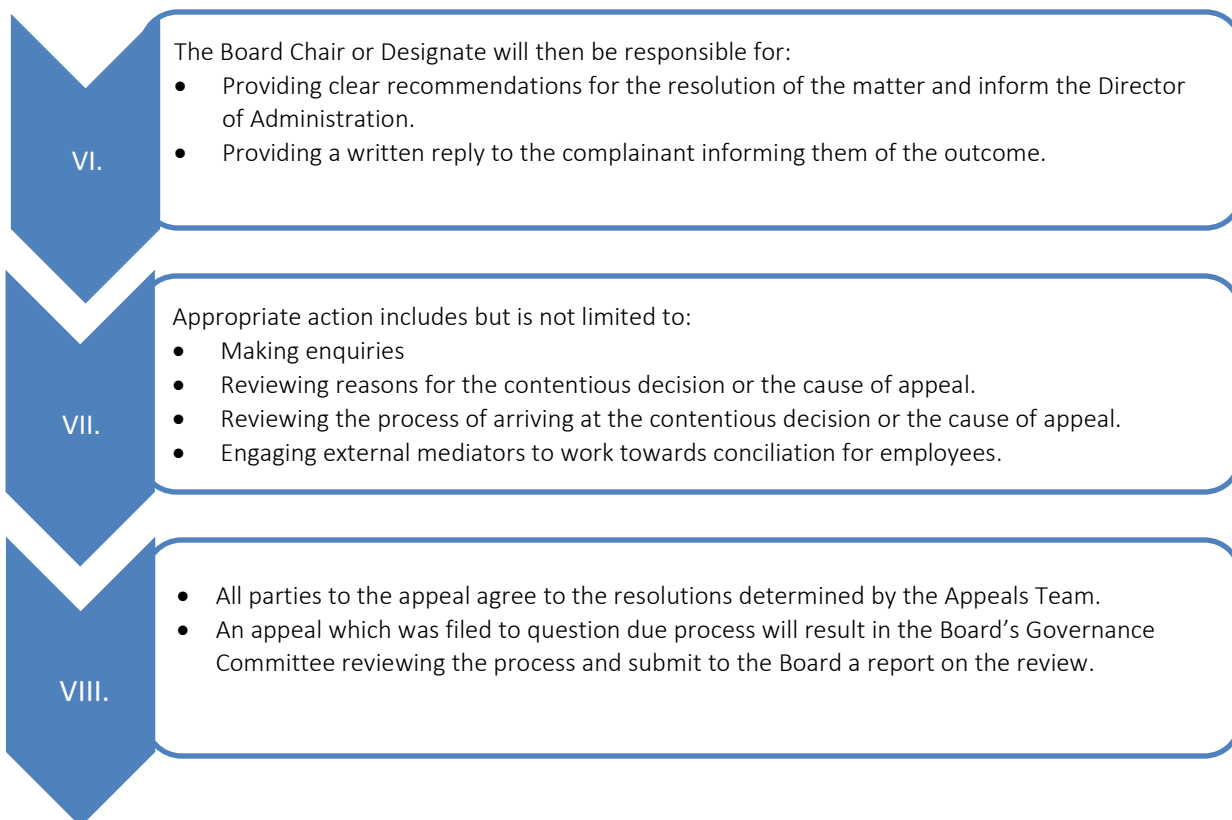 The Board Chair or Designate will then be responsible for:
• Providing clear recommendations for the resolution of the matter and inform the Director
of Administration.
• Providing a written reply to the complainant informing them of the outcome.
VI.
Appropriate action includes but is not limited to:
• Making enquiries
• Reviewing reasons for the contentious decision or the cause of appeal.
• Reviewing the process of arriving at the contentious decision or the cause of appeal.
• Engaging external mediators to work towards conciliation for employees.
VII.
• All parties to the appeal agree to the resolutions determined by the Appeals Team.
• An appeal which was filed to question due process will result in the Board’s Governance
Committee reviewing the process and submit to the Board a report on the review.
VIII.